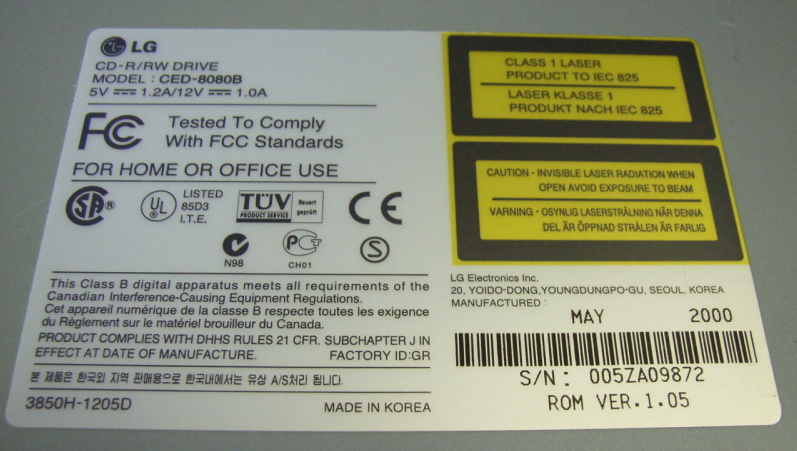 LG
CD-R/RW DRIVE
MODEL : CED-8080B
5V ⎓ 1.2A/12V ⎓ 1.0A
FC Tested To Comply
With FCC Standards
FOR HOME OR OFFICE USE
SA ®
UL ® LISTED
85D3
I.T.E.
TÜV
PRODUCT SERVICE
Bauart
geprüft
CE
N98
PCT
CH01
S
This Class B digital apparatus meets all requirements of the
Canadian Interference-Causing Equipment Regulations.
Cet appareil numérique de la classe B respecte toutes les exigence
du Règlement sur le matériel brouilleur du Canada.
PRODUCT COMPLIES WITH DHHS RULES 21 CFR. SUBCHAPTER J IN
EFFECT AT DATE OF MANUFACTURE. FACTORY ID:GR
본 제품은 한국외 지역 판매용으로 한국내에서는 유상 A/S처리 됩니다.
3850H-1205D MADE IN KOREA
CLASS 1 LASER
PRODUCT TO IEC 825
LASER KLASSE 1
PRODUKT NACH IEC 825
CAUTION - INVISIBLE LASER RADIATION WHEN
OPEN AVOID EXPOSURE TO BEAM
VARNING - OSYNLIG LASERSTRÅLNING NÄR DENNA
DEL ÄR ÖPPNAD STRÅLEN ÄR FARLIG
LG Electronics Inc.
20, YOIDO-DONG,YOUNGDUNGPO-GU, SEOUL, KOREA
MANUFACTURED :
MAY 2000
S/N: 005ZA09872
ROM VER.1.05